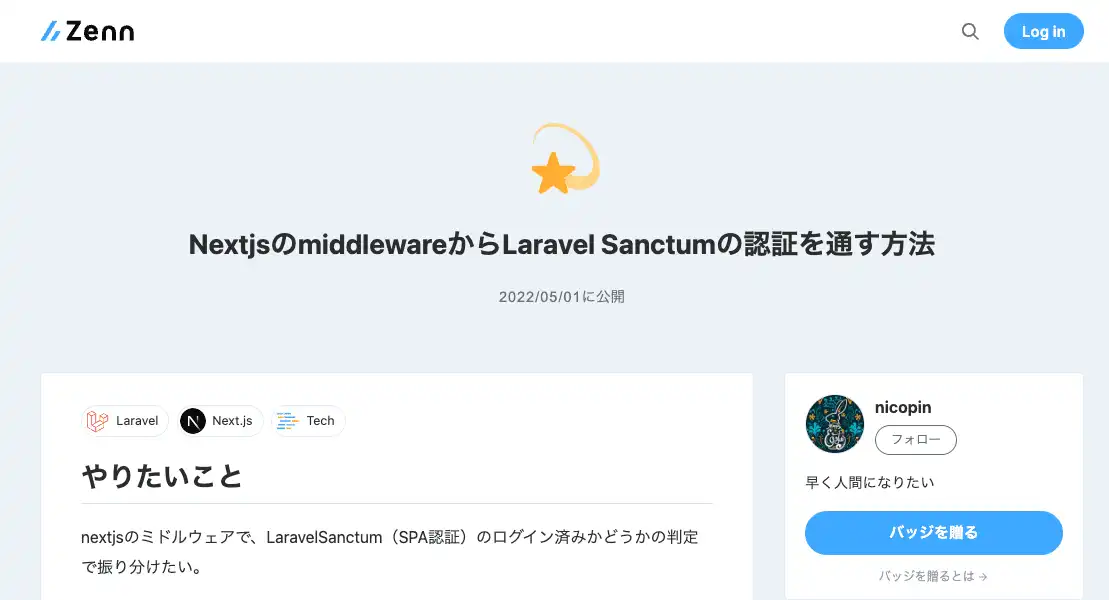 Zenn
Log in
NextjsのmiddlewareからLaravel Sanctumの認証を通す方法
2022/05/01に公開
Laravel
Next.js
Tech
やりたいこと
nextjsのミドルウェアで、LaravelSanctum（SPA認証）のログイン済みかどうかの判定
で振り分けたい。
nicopin
フォロー
早く人間になりたい
バッジを贈る
バッジを贈るとは→